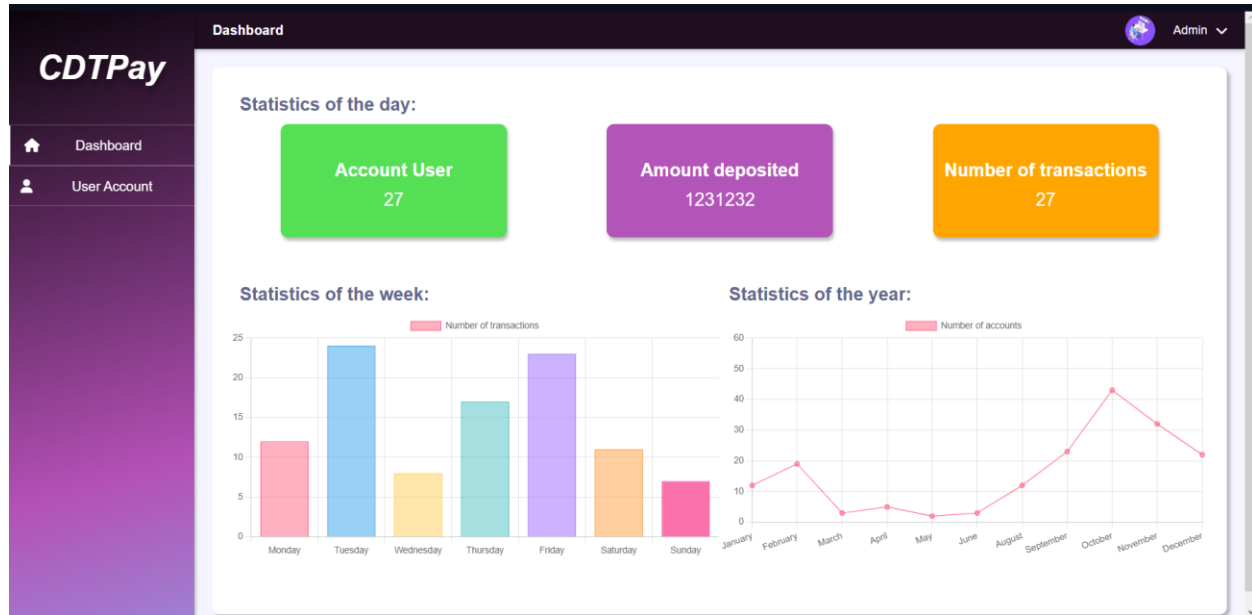 CDTPay
Dashboard
Admin
Dashboard
User Account
Statistics of the day:
Account User
27
Amount deposited
1231232
Number of transactions
27
Statistics of the week:
Number of transactions
25
20
15
10
5
0
Monday Tuesday Wednesday Thursday Friday Saturday Sunday
Statistics of the year:
Number of accounts
60
50
40
30
20
10
0
January February March April May June August September October November December